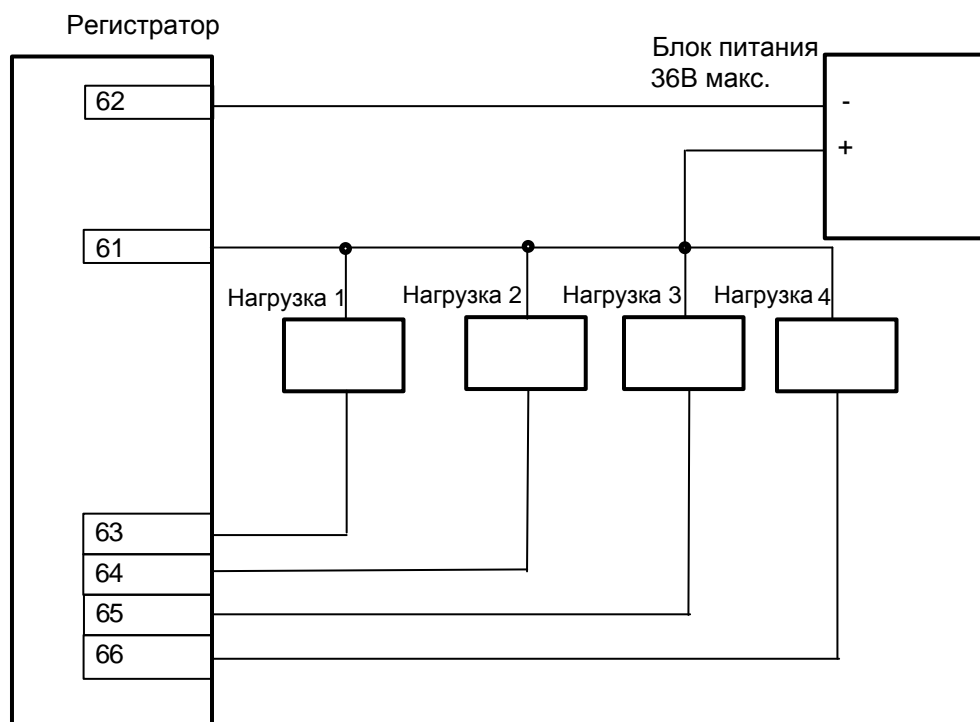 Регистратор
Блок питания
36В макс.
62
-
+
61
Нагрузка 1
Нагрузка 2
Нагрузка 3
Нагрузка 4
63
64
65
66